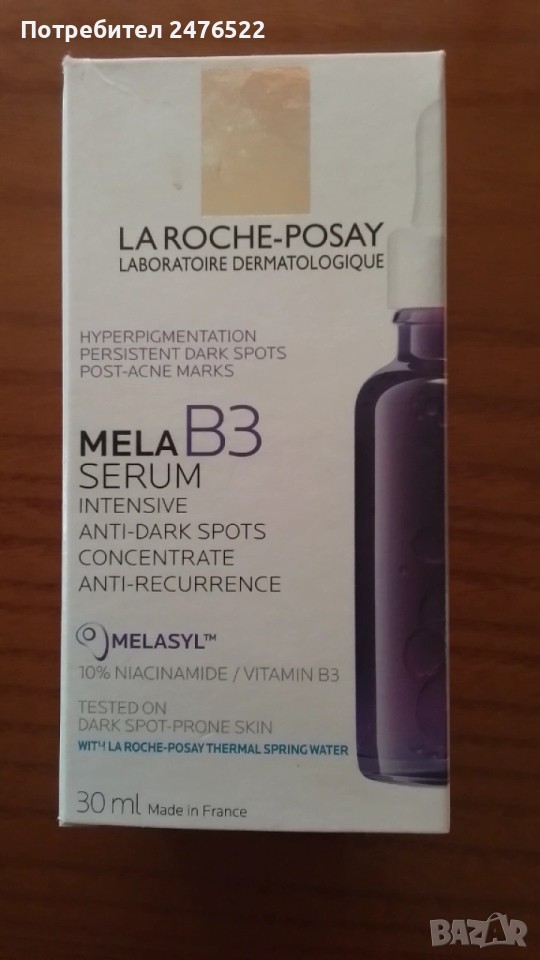 Потребител 2476522
LA ROCHE-POSAY
LABORATOIRE DERMATOLOGIQUE
HYPERPIGMENTATION
PERSISTENT DARK SPOTS
POST-ACNE MARKS
MELA B3
SERUM
INTENSIVE
ANTI-DARK SPOTS
CONCENTRATE
ANTI-RECURRENCE
MELASYL™
10% NIACINAMIDE / VITAMIN B3
TESTED ON
DARK SPOT-PRONE SKIN
WITH LA ROCHE-POSAY THERMAL SPRING WATER
30 ml Made in France
BAZAR